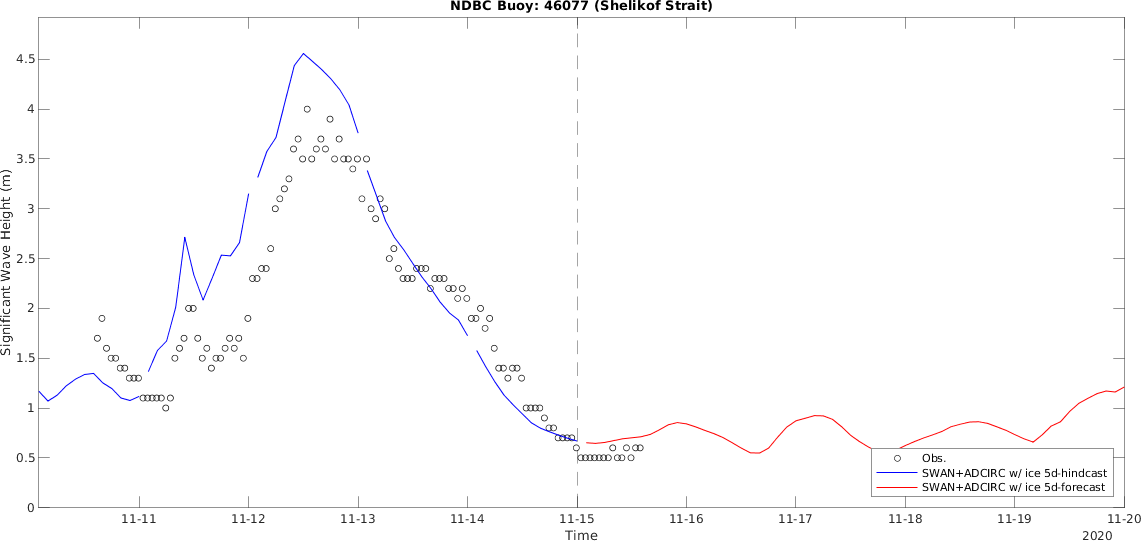 NDBC Buoy: 46077 (Shelikof Strait)
Significant Wave Height (m)
4.5
4
3.5
3
2.5
2
1.5
1
0.5
0
Obs.
SWAN+ADCIRC w/ ice 5d-hindcast
SWAN+ADCIRC w/ ice 5d-forecast
11-11 11-12 11-13 11-14 11-15 11-16 11-17 11-18 11-19 11-20
Time
2020